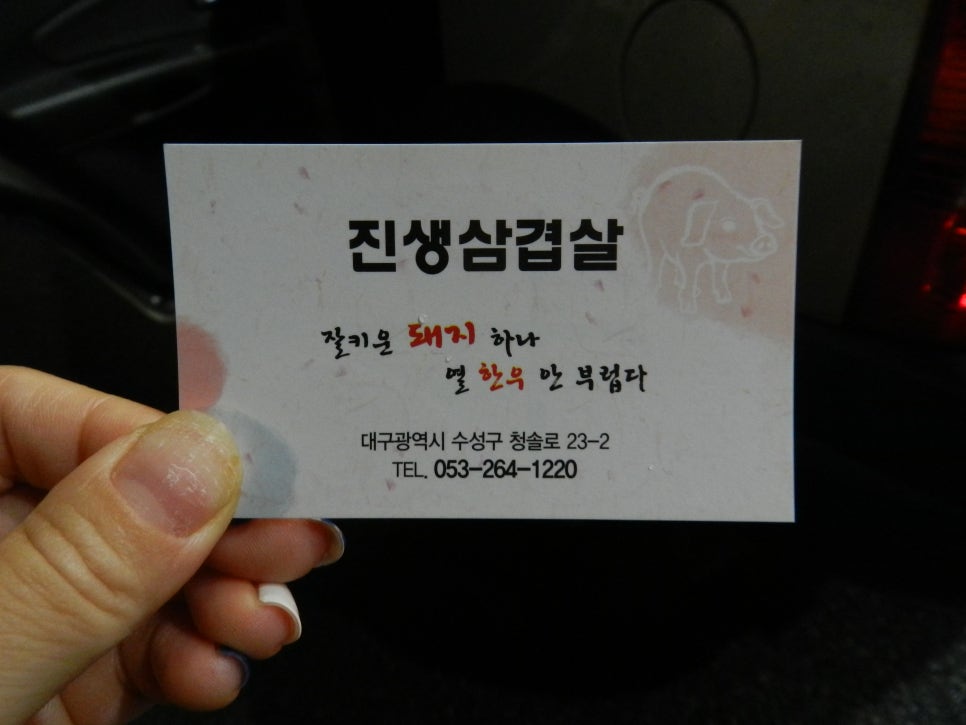 진생삼겹살
잘키운 돼지 하나
열 한우 안 부럽다
대구광역시 수성구 청솔로 23-2
TEL. 053-264-1220